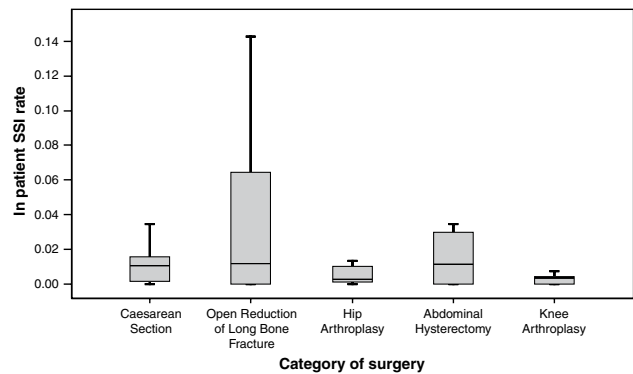 0.14
0.12
0.10
0.08
0.06
0.04
0.02
0.00
In patient SSI rate
Caesarean
Section
Open Reduction
of Long Bone
Fracture
Hip
Arthroplasy
Abdominal
Hysterectomy
Knee
Arthroplasy
Category of surgery